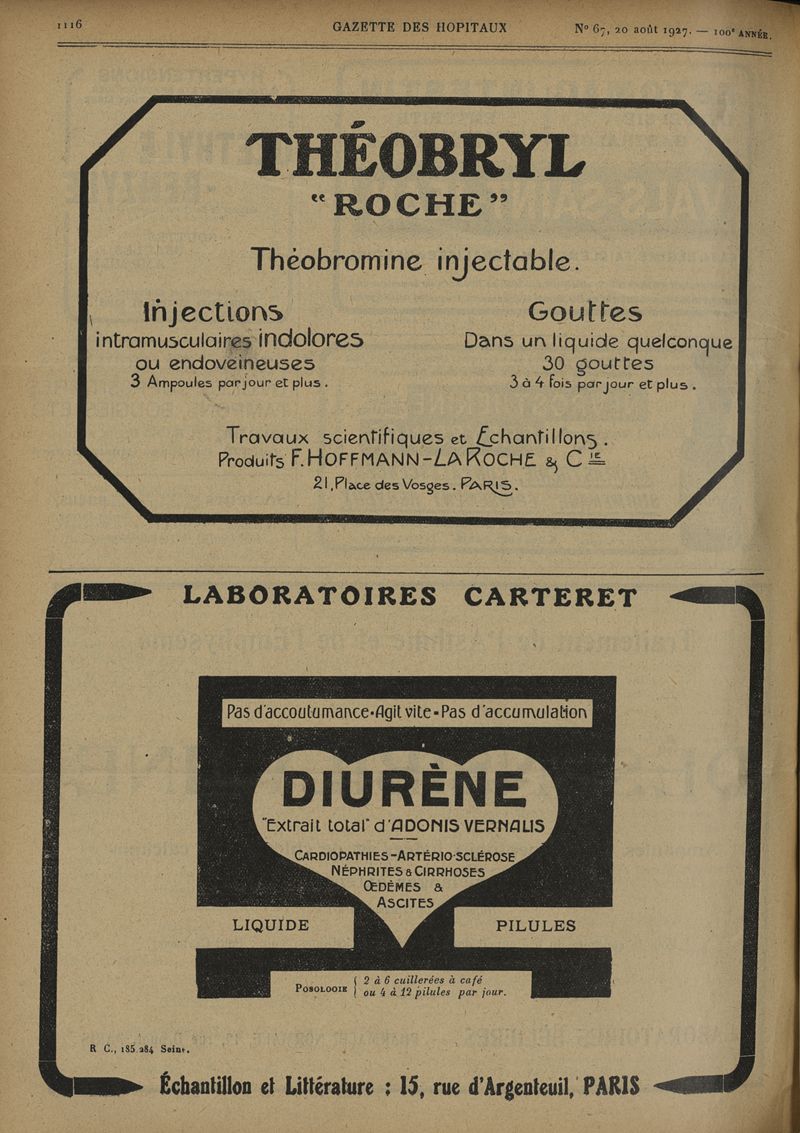 1116
GAZETTE DES HOPITAUX
N° 67, 20 août 1927. — 100e ANNÉE.
THÉOBRYL
“ROCHE”
Théobromine injectable.
Injections
intramusculaires indolores
ou endoveineuses
3 Ampoules par jour et plus.
Gouttes
Dans un liquide quelconque
30 gouttes
3 à 4 fois par jour et plus.
Travaux scientifiques et Echantillons.
Produits F. HOFFMANN-LA ROCHE & Cie
21, Place des Vosges. PARIS.
LABORATOIRES CARTERET
Pas d'accoutumance-Agit vite-Pas d'accumulation
DIURÈNE
"Extrait total" d'ADONIS VERNALIS
CARDIOPATHIES-ARTÉRIO-SCLÉROSE
NÉPHRITES & CIRRHOSES
ŒDÈMES &
ASCITES
LIQUIDE
PILULES
POSOLOGIE { 2 à 6 cuillerées à café
ou 4 à 12 pilules par jour.
R C., 185.284 Seine.
Échantillon et Littérature : 15, rue d'Argenteuil, PARIS